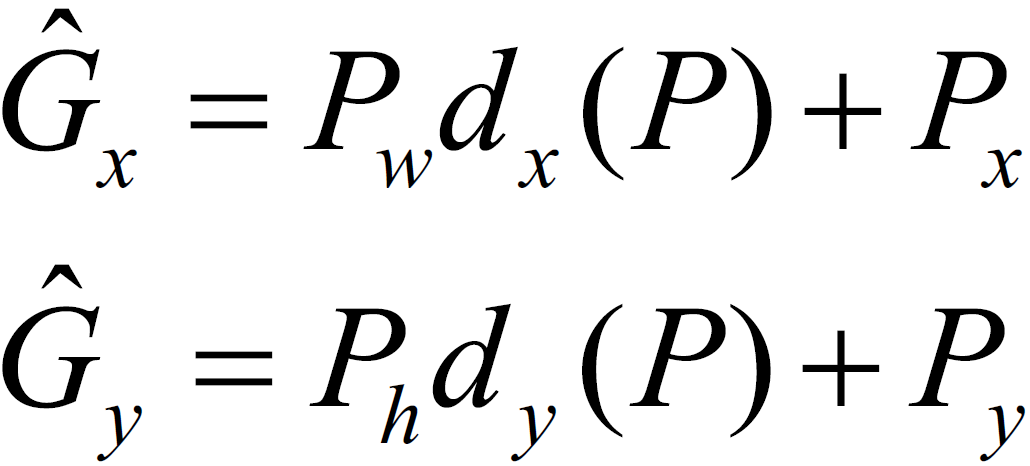 Ĝ_x = P_w d_x (P) + P_x
Ĝ_y = P_h d_y (P) + P_y